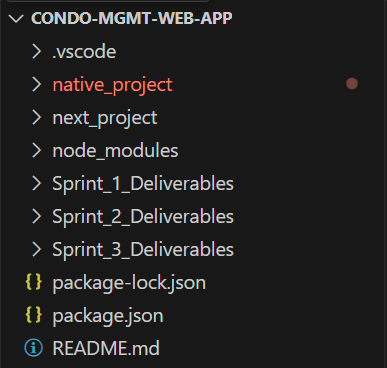 CONDO-MGMT-WEB-APP
.vscode
native_project
next_project
node_modules
Sprint_1_Deliverables
Sprint_2_Deliverables
Sprint_3_Deliverables
{} package-lock.json
{} package.json
README.md